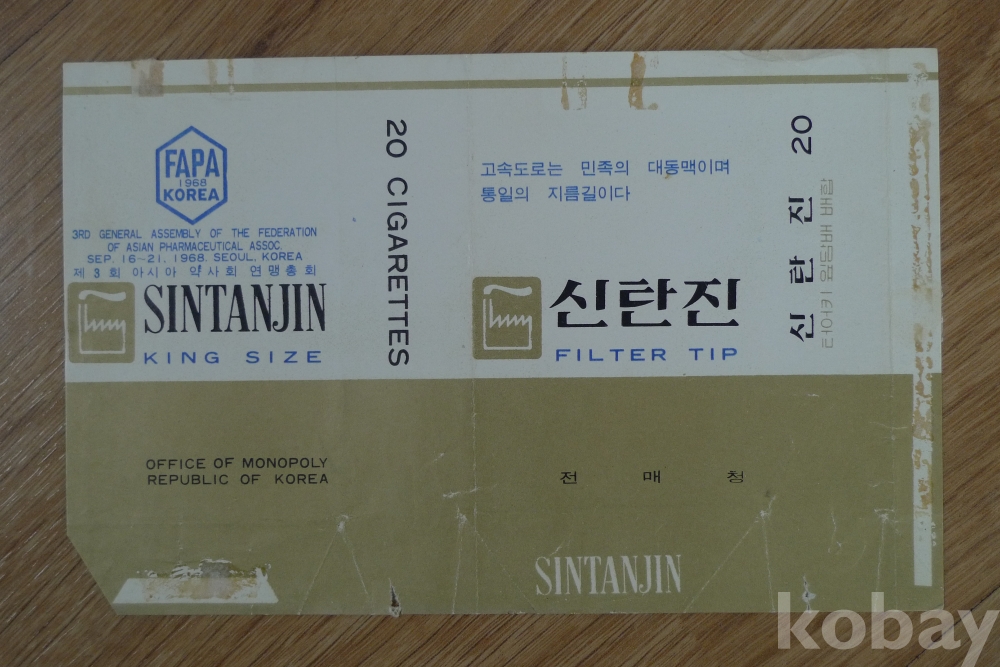 FAPA
1968
KOREA
3RD GENERAL ASSEMBLY OF THE FEDERATION
OF ASIAN PHARMACEUTICAL ASSOC.
SEP. 16~21. 1968. SEOUL. KOREA
제 3 회 아시아 약사회 연맹총회
SINTANJIN
KING SIZE
OFFICE OF MONOPOLY
REPUBLIC OF KOREA
20 CIGARETTES
고속도로는 민족의 대동맥이며
통일의 지름길이다
신탄진
FILTER TIP
전 매 청
SINTANJIN
신 탄 진 20
kobay